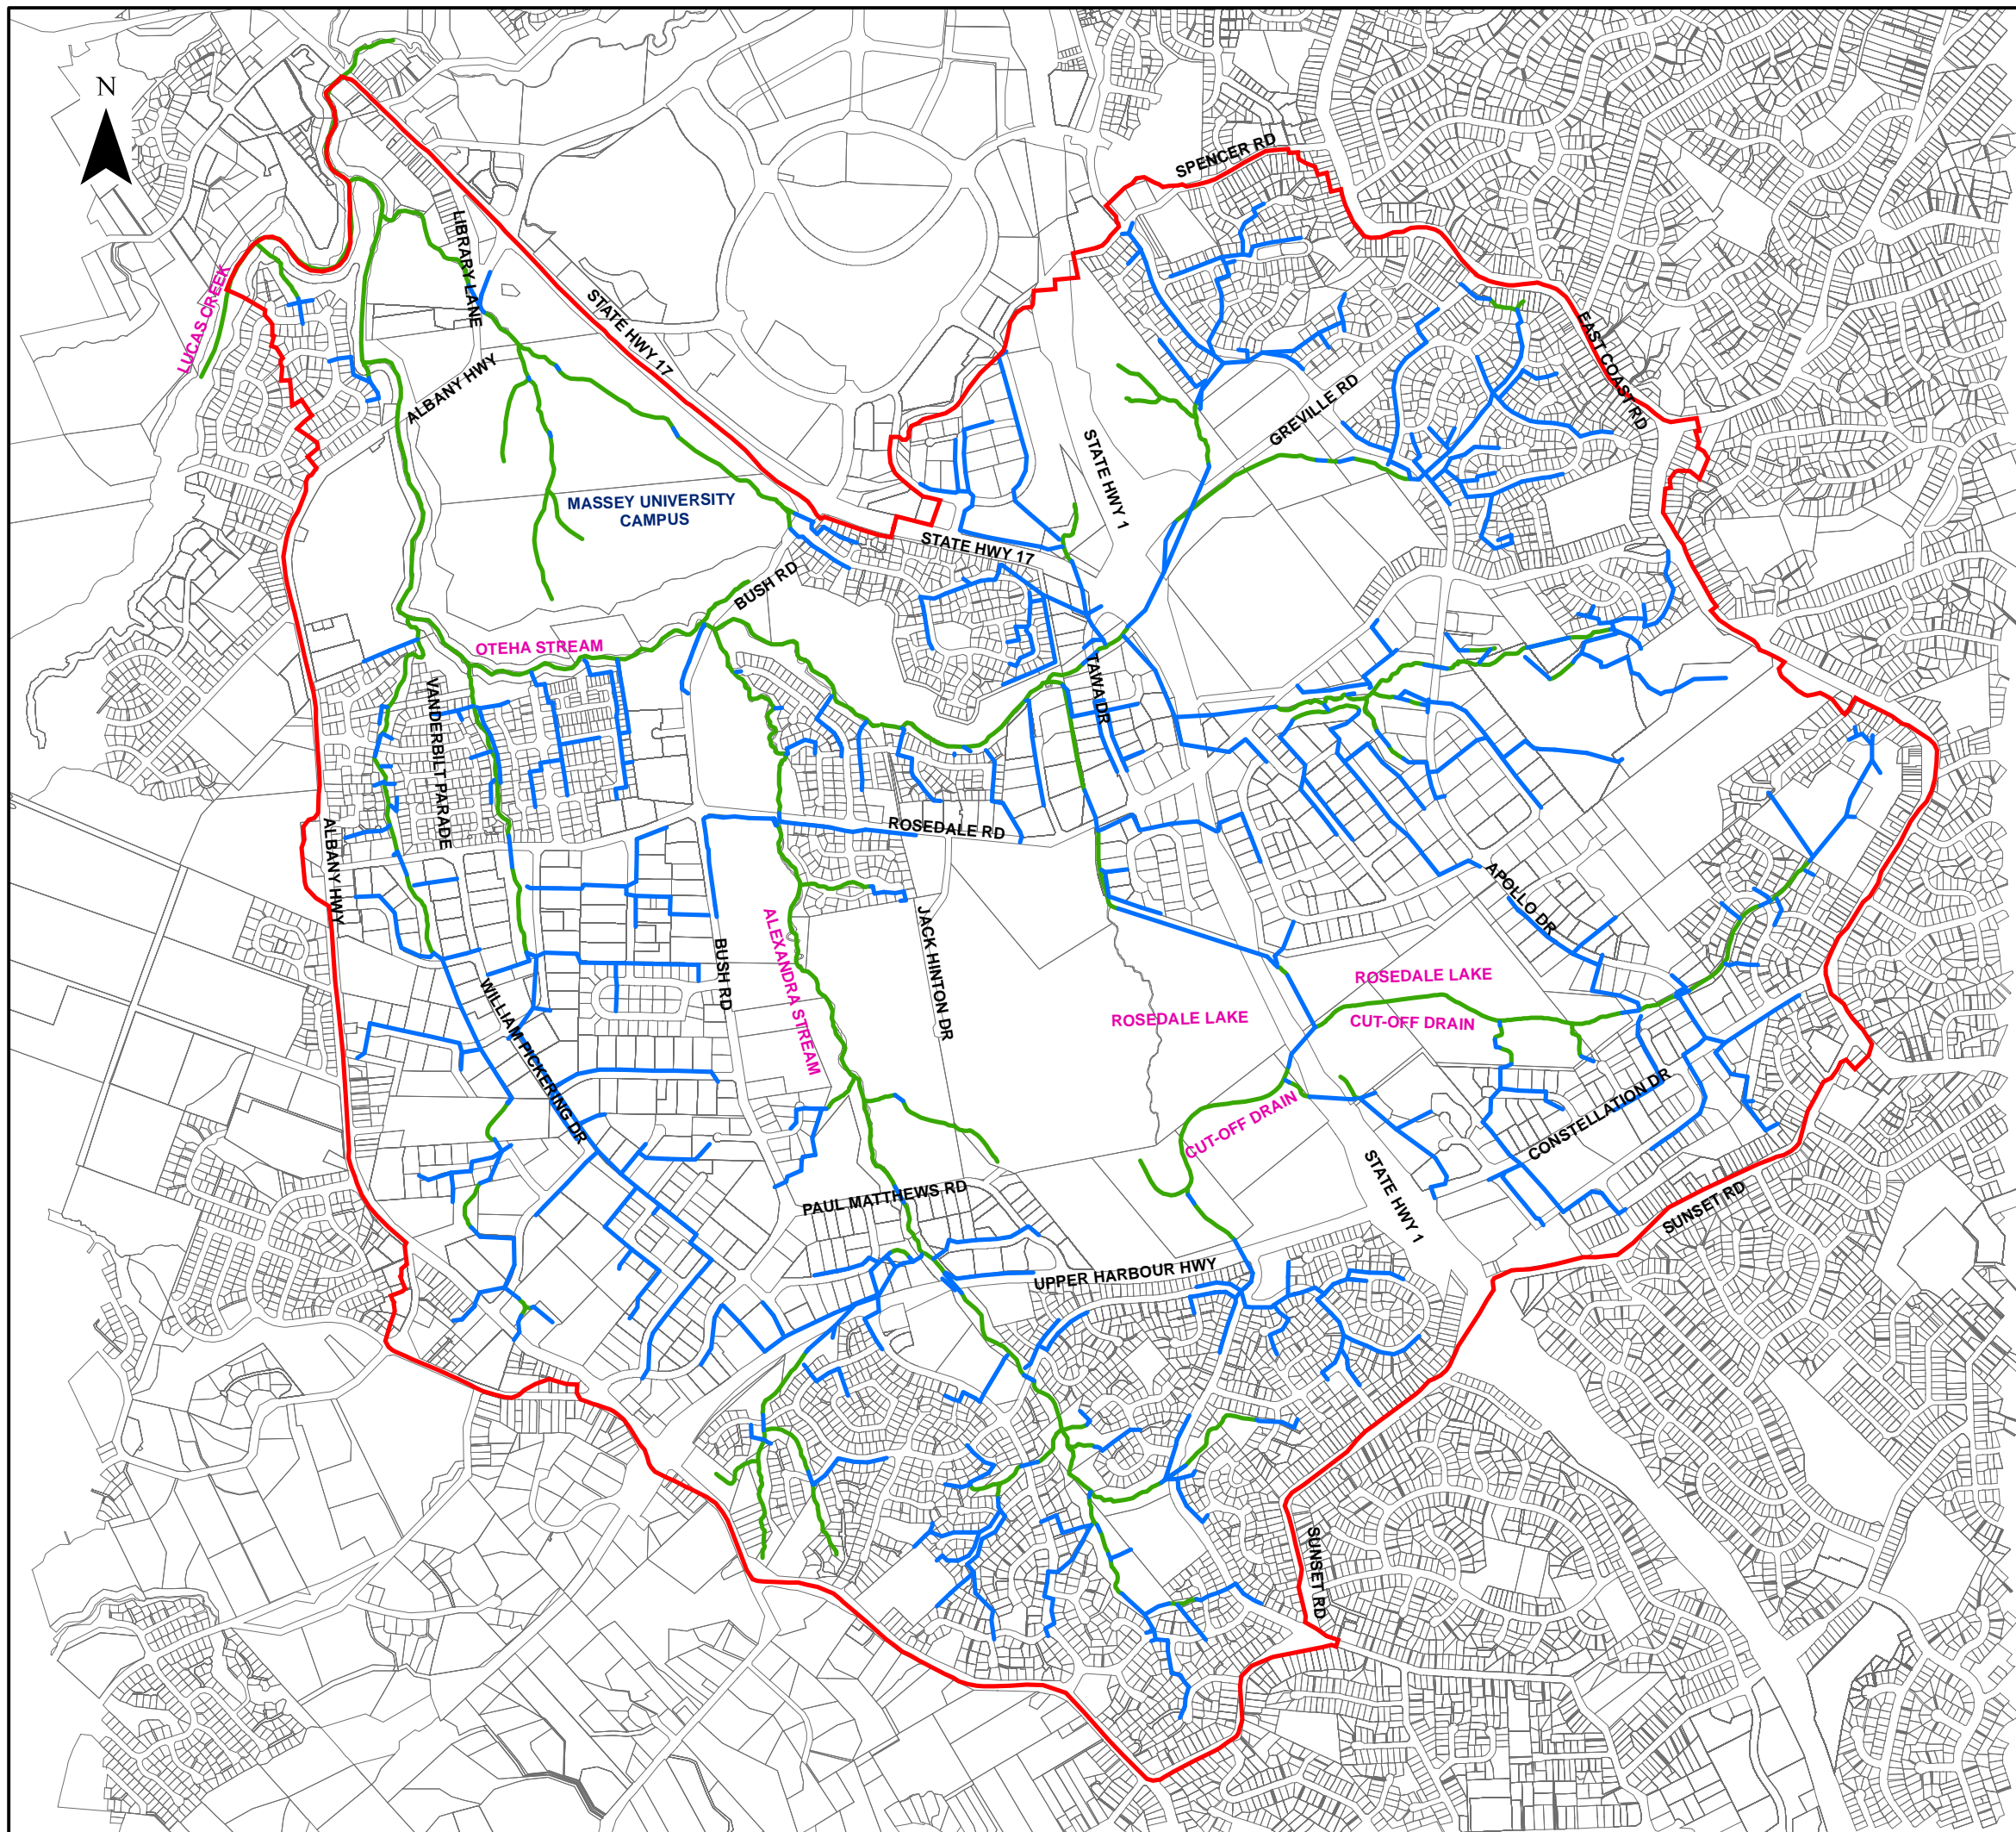 N
SPENCER RD
LIBRARY LANE
LUCAS CREEK
STATE HWY 17
EAST COAST RD
ALBANY HWY
GREVILLE RD
STATE HWY 1
MASSEY UNIVERSITY
CAMPUS
STATE HWY 17
BUSH RD
OTEHA STREAM
TAWA DR
VANDERBILT PARADE
ROSEDALE RD
ALBANY HWY
APOLLO DR
ALEXANDRA STREAM
JACK HINTON DR
BUSH RD
ROSEDALE LAKE
CUT-OFF DRAIN
ROSEDALE LAKE
WILLIAM PICKERING DR
CONSTELLATION DR
CUT-OFF DRAIN
PAUL MATTHEWS RD
STATE HWY 1
SUNSET RD
UPPER HARBOUR HWY
SUNSET RD